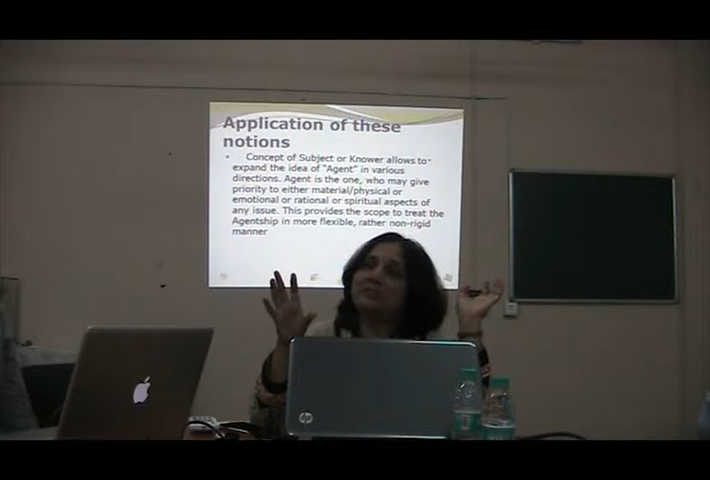 Application of these
notions
• Concept of Subject or Knower allows to
expand the idea of "Agent" in various
directions. Agent is the one, who may give
priority to either material/physical or
emotional or rational or spiritual aspects of
any issue. This provides the scope to treat the
Agentship in more flexible, rather non-rigid
manner
hp